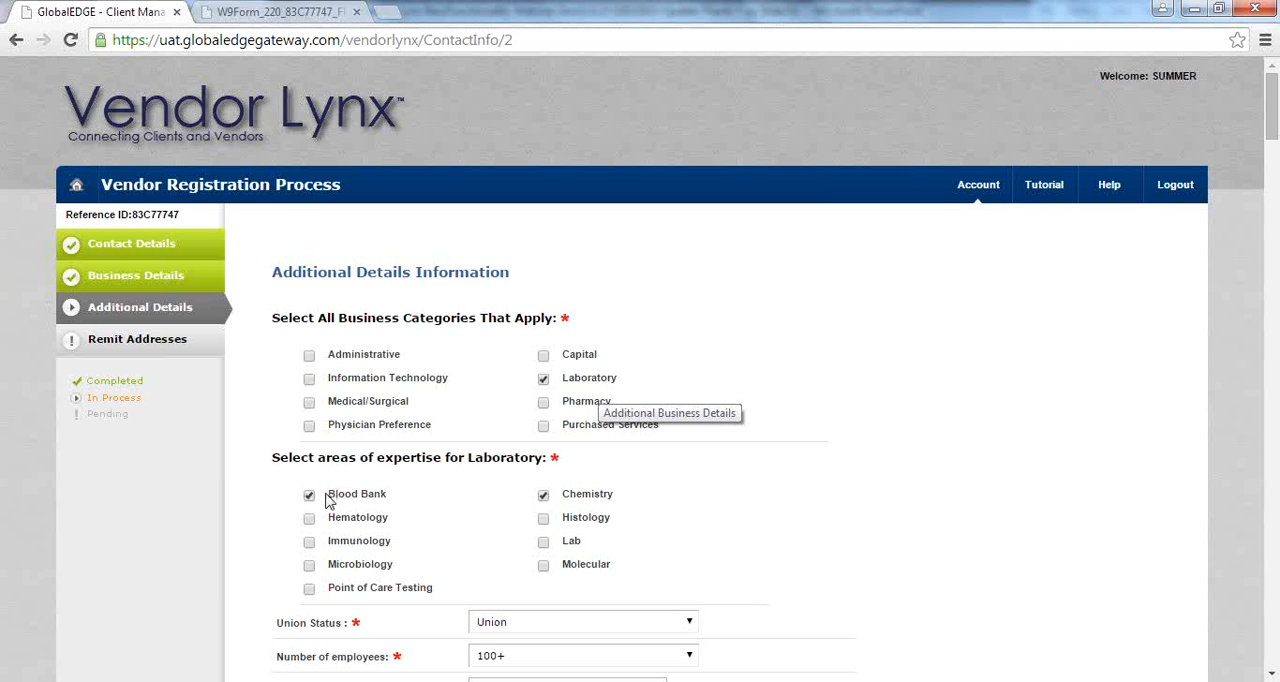 GlobalEDGE - Client Mana
W9Form_220_83C77747_FI
https://uat.globaledgegateway.com/vendorlynx/ContactInfo/2
Welcome: SUMMER
Vendor Lynx™
Connecting Clients and Vendors
Vendor Registration Process
Account
Tutorial
Help
Logout
Reference ID:83C77747
Contact Details
Business Details
Additional Details
Remit Addresses
Completed
In Process
Pending
Additional Details Information
Select All Business Categories That Apply: *
Administrative
Capital
Information Technology
Laboratory
Medical/Surgical
Pharmacy
Additional Business Details
Physician Preference
Purchased Services
Select areas of expertise for Laboratory: *
Blood Bank
Chemistry
Hematology
Histology
Immunology
Lab
Microbiology
Molecular
Point of Care Testing
Union Status : *
Union
Number of employees: *
100+